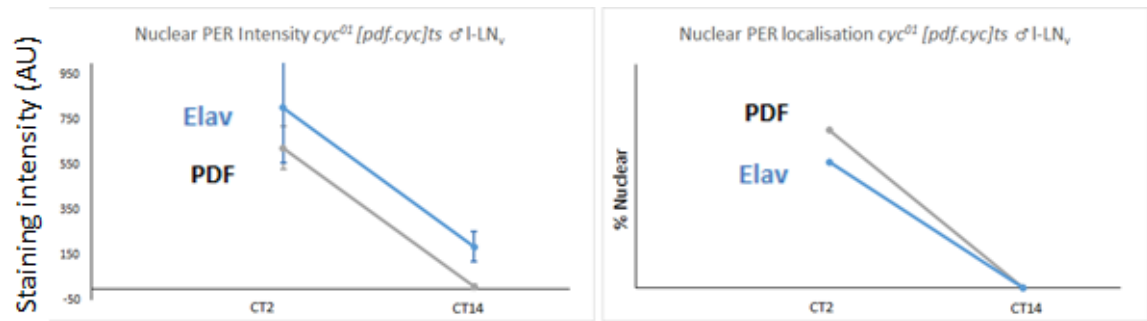 Nuclear PER Intensity cyc⁰¹ [pdf.cyc]ts ♂ l-LNᵥ
Staining intensity (AU)
950
750
550
350
150
-50
Elav
PDF
CT2
CT14
Nuclear PER localisation cyc⁰¹ [pdf.cyc]ts ♂ l-LNᵥ
% Nuclear
PDF
Elav
CT2
CT14